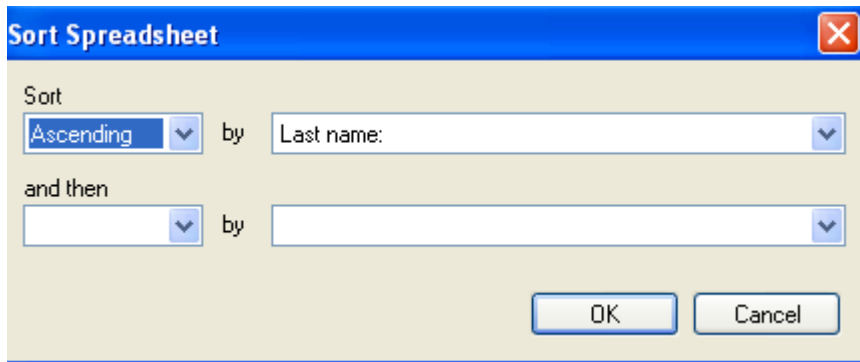 Sort Spreadsheet
Sort
Ascending by Last name:
and then
by
OK Cancel